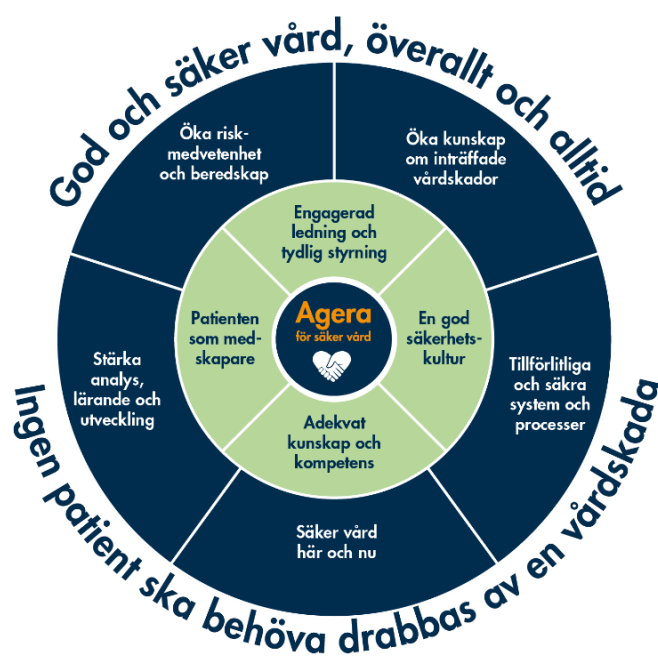 God och säker vård, överallt och alltid
Öka risk-
medvetenhet
och beredskap
Öka kunskap
om inträffade
vårdskador
Engagerad
ledning och
tydlig styrning
Patienten
som med-
skapare
Agera
för säker vård
En god
säkerhets-
kultur
Stärka
analys,
lärande och
utveckling
Tillförlitliga
och säkra
system och
processer
Adekvat
kunskap och
kompetens
Säker vård
här och nu
Ingen patient ska behöva drabbas av en vårdskada